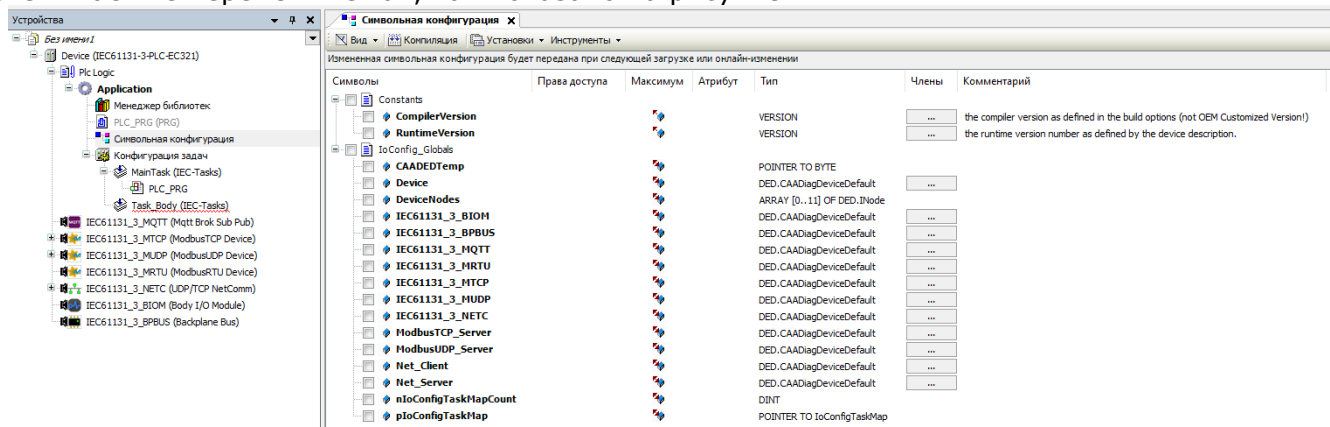 Устройства
Без имени1
Device (IEC61131-3-PLC-EC321)
Plc Logic
Application
Менеджер библиотек
PLC_PRG (PRG)
Символьная конфигурация
Конфигурация задач
MainTask (IEC-Tasks)
PLC_PRG
Task_Body (IEC-Tasks)
IEC61131_3_MQTT (Mqtt Brok Sub Pub)
IEC61131_3_MTCP (ModbusTCP Device)
IEC61131_3_MUDP (ModbusUDP Device)
IEC61131_3_MRTU (ModbusRTU Device)
IEC61131_3_NETC (UDP/TCP NetComm)
IEC61131_3_BIOM (Body I/O Module)
IEC61131_3_BPBUS (Backplane Bus)
Символьная конфигурация
Вид Компиляция Установки Инструменты
Измененная символьная конфигурация будет передана при следующей загрузке или онлайн-изменении
Символы Права доступа Максимум Атрибут Тип Члены Комментарий
Constants
CompilerVersion VERSION ... the compiler version as defined in the build options (not OEM Customized Version!)
RuntimeVersion VERSION ... the runtime version number as defined by the device description.
IoConfig_Globals
CAADEDTemp POINTER TO BYTE
Device DED.CAADiagDeviceDefault ...
DeviceNodes ARRAY [0..11] OF DED.INode
IEC61131_3_BIOM DED.CAADiagDeviceDefault ...
IEC61131_3_BPBUS DED.CAADiagDeviceDefault ...
IEC61131_3_MQTT DED.CAADiagDeviceDefault ...
IEC61131_3_MRTU DED.CAADiagDeviceDefault ...
IEC61131_3_MTCP DED.CAADiagDeviceDefault ...
IEC61131_3_MUDP DED.CAADiagDeviceDefault ...
IEC61131_3_NETC DED.CAADiagDeviceDefault ...
ModbusTCP_Server DED.CAADiagDeviceDefault ...
ModbusUDP_Server DED.CAADiagDeviceDefault ...
Net_Client DED.CAADiagDeviceDefault ...
Net_Server DED.CAADiagDeviceDefault ...
nIoConfigTaskMapCount DINT
pIoConfigTaskMap POINTER TO IoConfigTaskMap